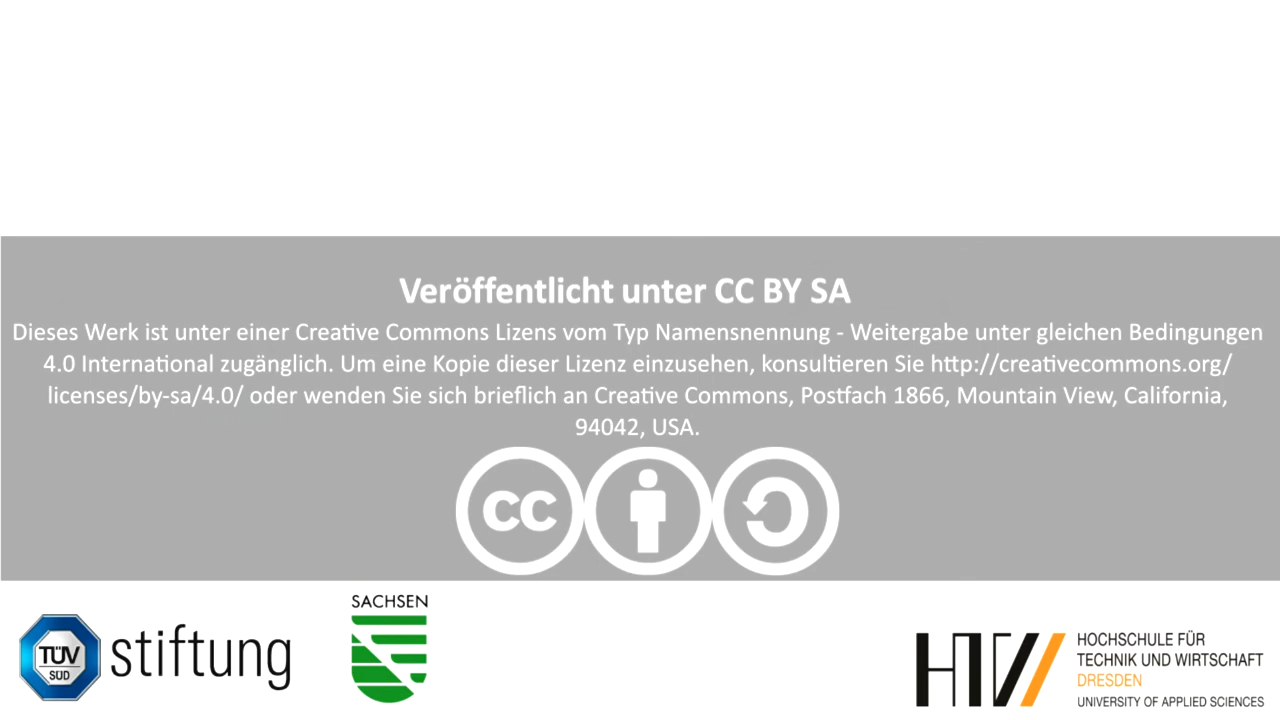 Veröffentlicht unter CC BY SA
Dieses Werk ist unter einer Creative Commons Lizens vom Typ Namensnennung - Weitergabe unter gleichen Bedingungen
4.0 International zugänglich. Um eine Kopie dieser Lizenz einzusehen, konsultieren Sie http://creativecommons.org/
licenses/by-sa/4.0/ oder wenden Sie sich brieflich an Creative Commons, Postfach 1866, Mountain View, California,
94042, USA.
cc
TÜV
SÜD
stiftung
SACHSEN
HTW
HOCHSCHULE FÜR
TECHNIK UND WIRTSCHAFT
DRESDEN
UNIVERSITY OF APPLIED SCIENCES